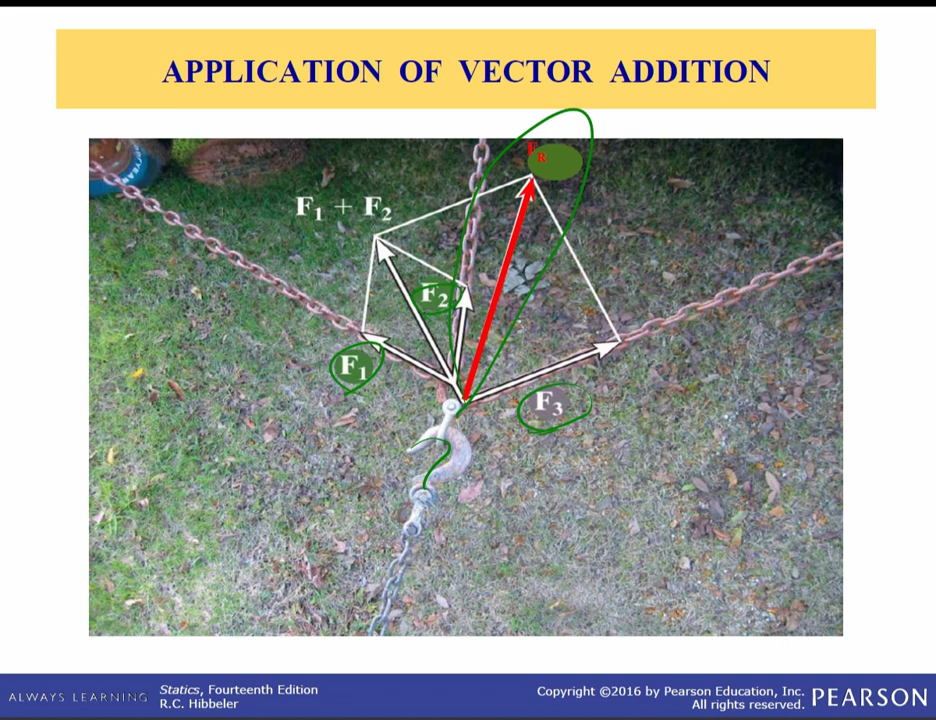 APPLICATION OF VECTOR ADDITION
FR
F1 + F2
F2
F1
F3
ALWAYS LEARNING
Statics, Fourteenth Edition
R.C. Hibbeler
Copyright ©2016 by Pearson Education, Inc.
All rights reserved.
PEARSON